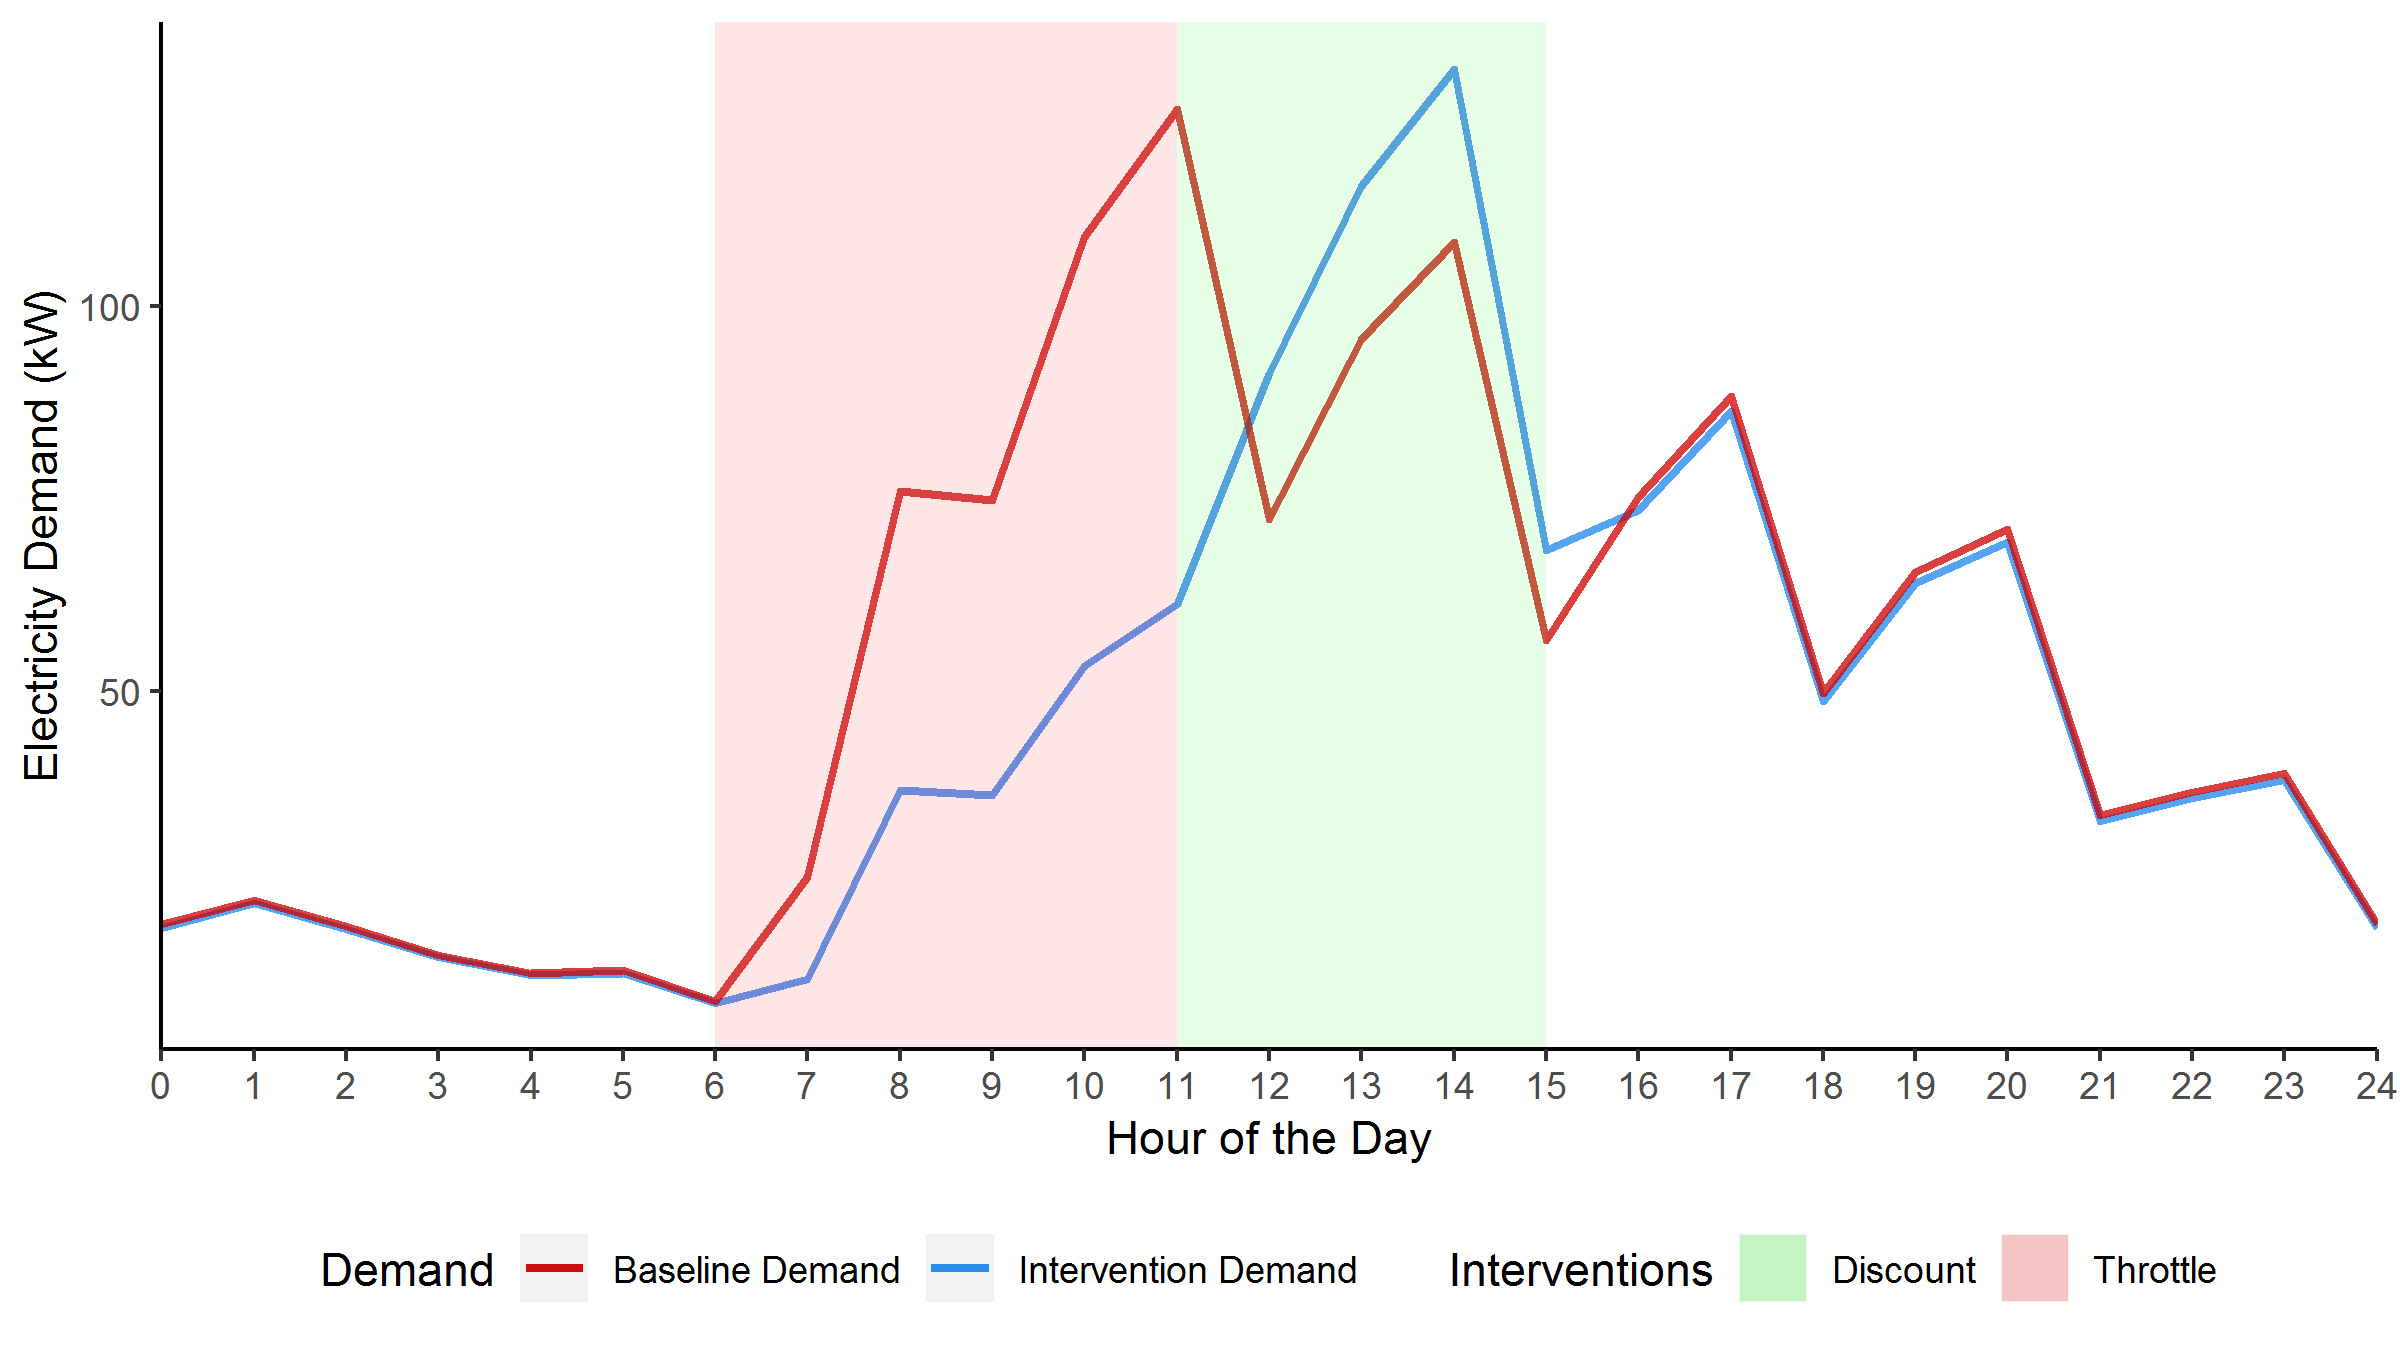 Electricity Demand (kW)
100
50
0 1 2 3 4 5 6 7 8 9 10 11 12 13 14 15 16 17 18 19 20 21 22 23 24
Hour of the Day
Demand Baseline Demand Intervention Demand Interventions Discount Throttle